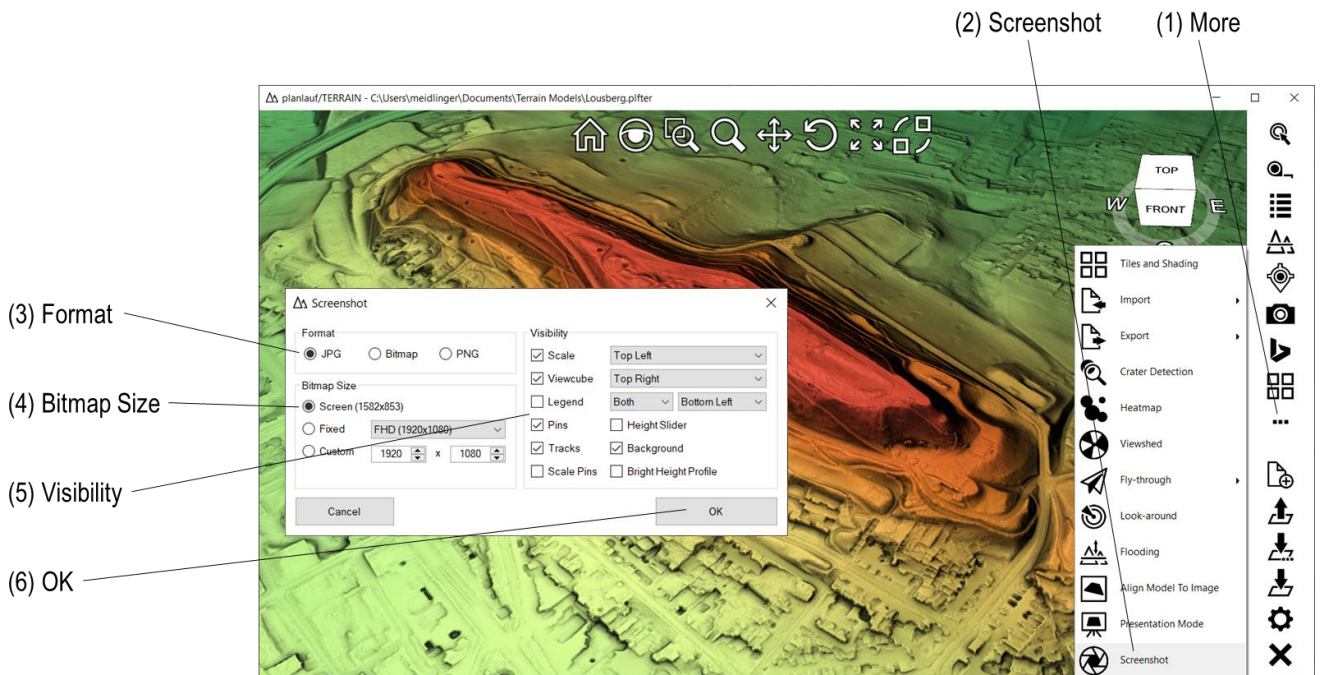 (2) Screenshot
(1) More
planlauf/TERRAIN - C:\Users\meidlinger\Documents\Terrain Models\Lousberg.plfter
TOP
W
FRONT
E
Tiles and Shading
Import
Export
Crater Detection
Heatmap
Viewshed
Fly-through
Look-around
Flooding
Align Model To Image
Presentation Mode
Screenshot
(3) Format
(4) Bitmap Size
(5) Visibility
(6) OK
Screenshot
Format
JPG
Bitmap
PNG
Bitmap Size
Screen (1582x853)
Fixed
FHD (1920x1080)
Custom
1920
x
1080
Visibility
Scale
Top Left
Viewcube
Top Right
Legend
Both
Bottom Left
Pins
Height Slider
Tracks
Background
Scale Pins
Bright Height Profile
Cancel
OK